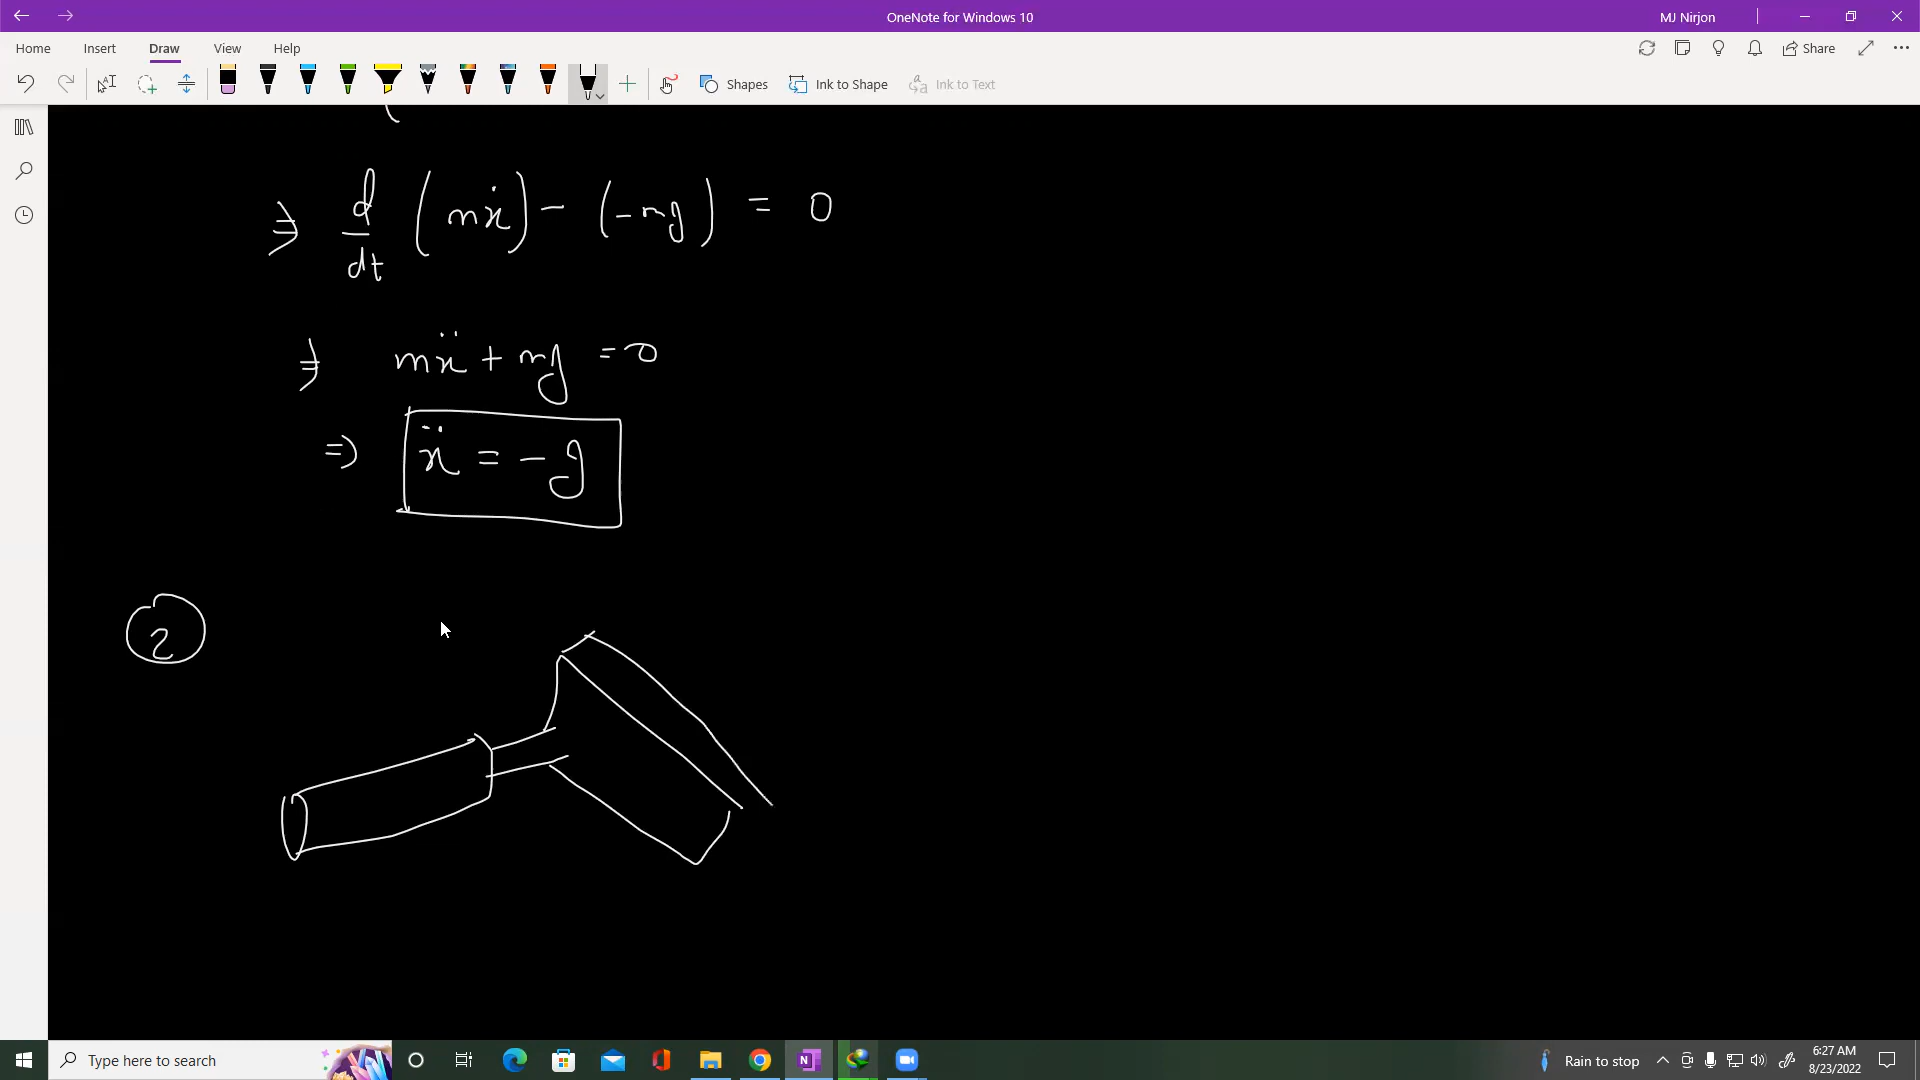 OneNote for Windows 10
MJ Nirjon
Home Insert Draw View Help
Share
Shapes Ink to Shape Ink to Text
⇒ d/dt (mẋ) - (-mg) = 0
⇒ mẍ + mg = 0
⇒ ẍ = -g
2
Type here to search
Rain to stop
6:27 AM
8/23/2022